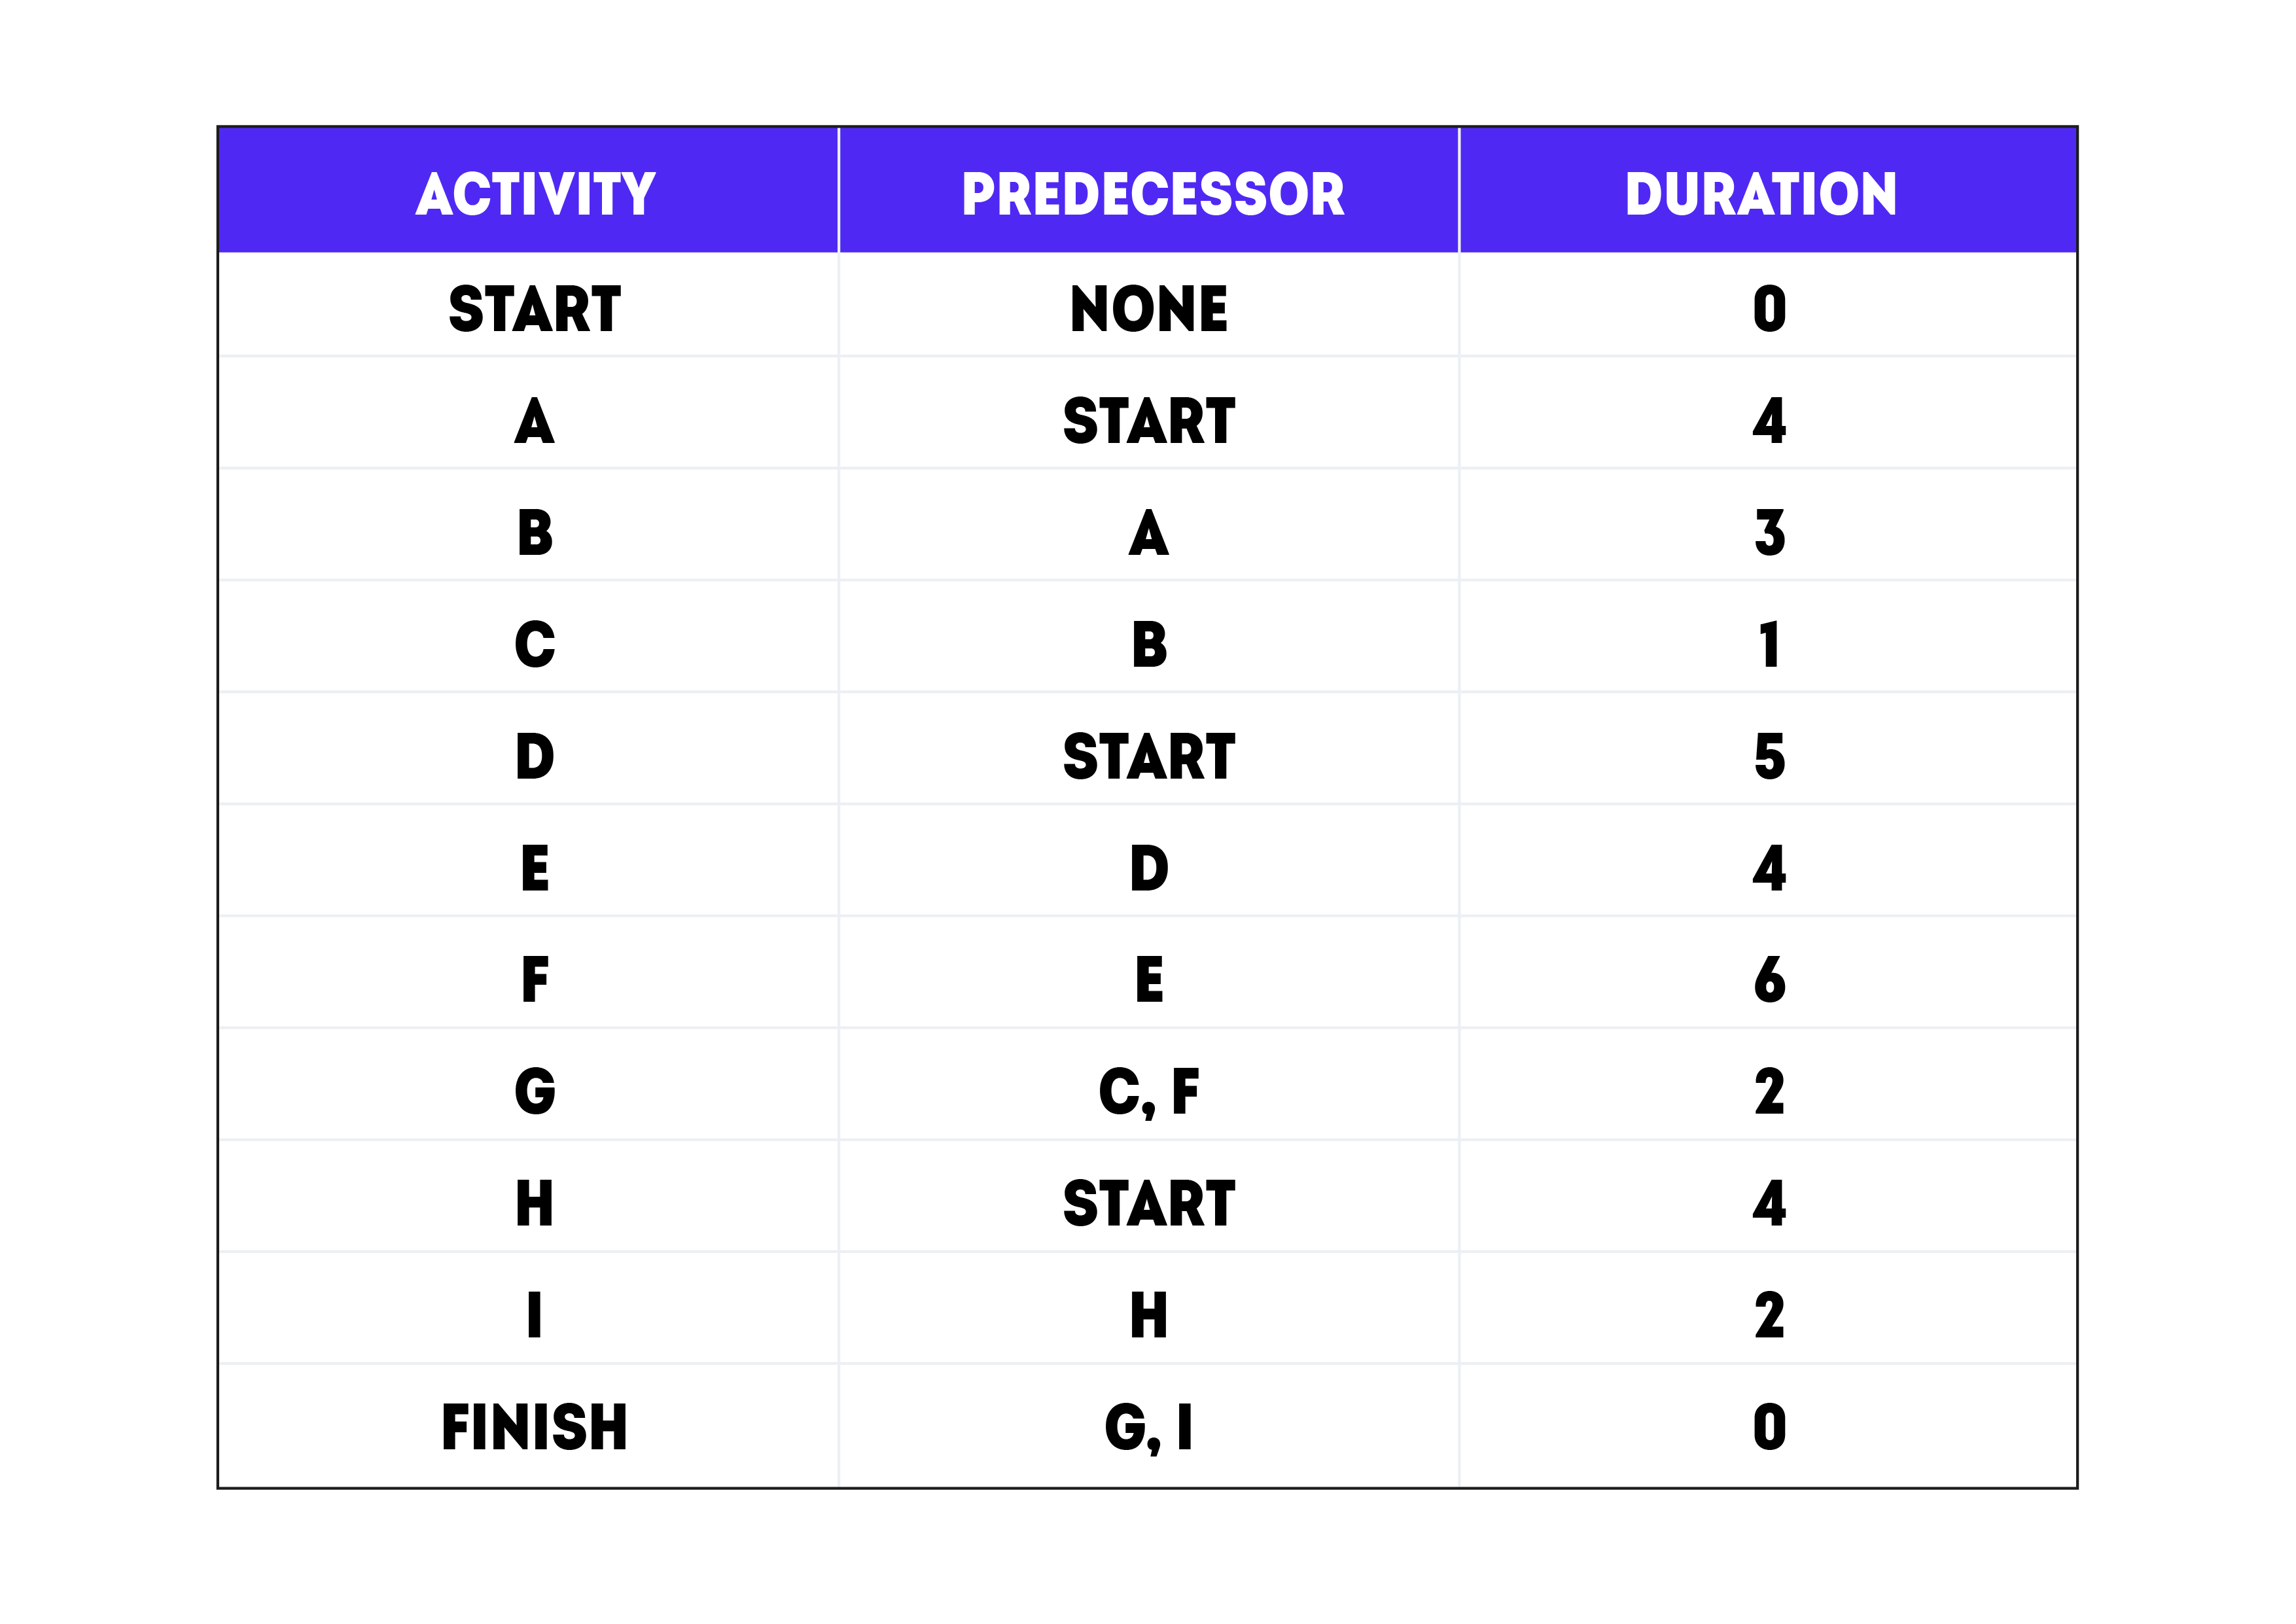 ACTIVITY PREDECESSOR DURATION
START NONE 0
A START 4
B A 3
C B 1
D START 5
E D 4
F E 6
G C, F 2
H START 4
I H 2
FINISH G, I 0